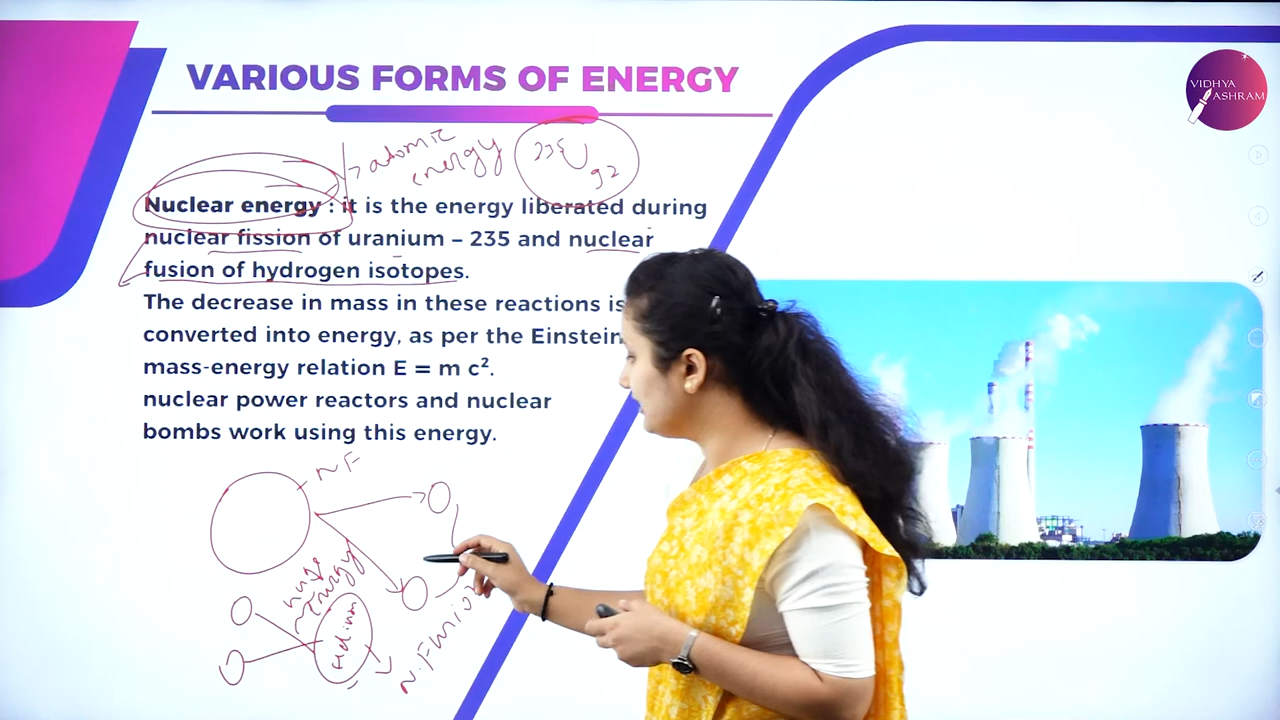 VARIOUS FORMS OF ENERGY
VIDHYA
ASHRAM
atomic
energy
235 U 92
Nuclear energy : it is the energy liberated during
nuclear fission of uranium – 235 and nuclear
fusion of hydrogen isotopes.
The decrease in mass in these reactions is
converted into energy, as per the Einstein
mass-energy relation E = m c².
nuclear power reactors and nuclear
bombs work using this energy.
N F
huge
energy
N.Fusion